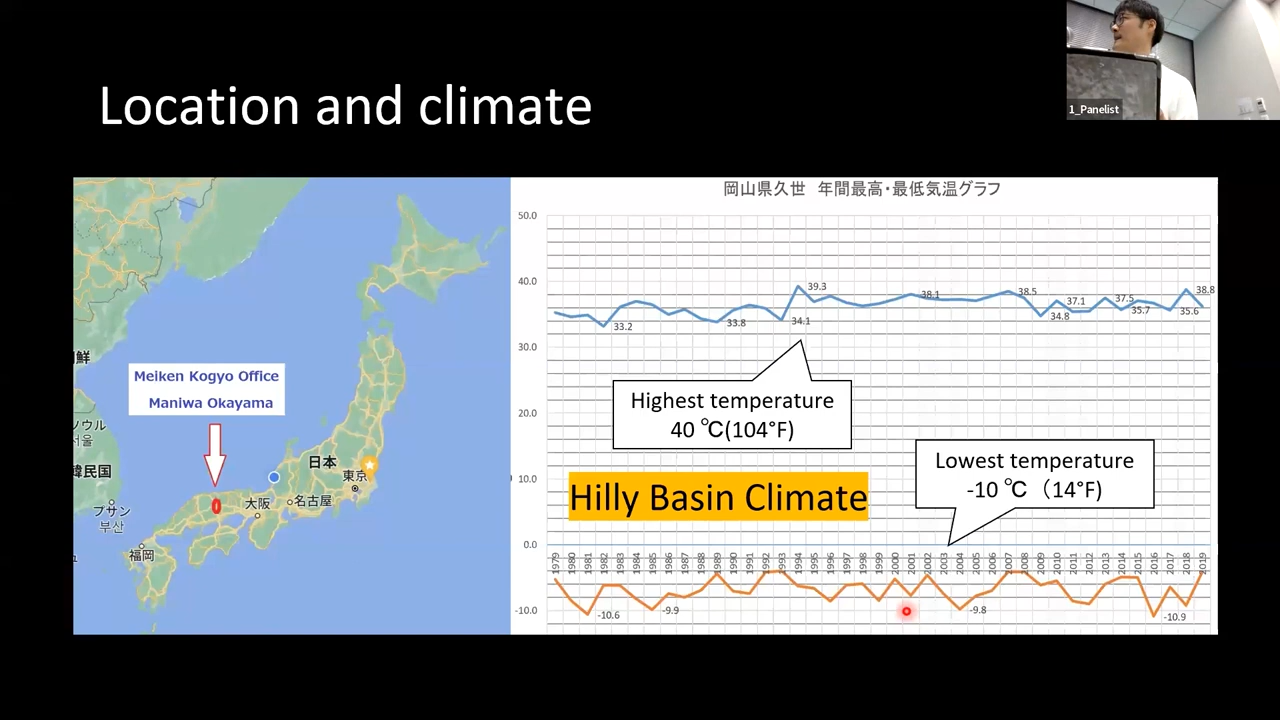 Location and climate
1_Panelist
Meiken Kogyo Office
Maniwa Okayama
鮮
서울
韓民国
プサン
부산
福岡
大阪
名古屋
日本
東京
岡山県久世 年間最高・最低気温グラフ
50.0
40.0
30.0
20.0
10.0
0.0
-10.0
33.2
33.8
39.3
34.1
38.1
38.5
34.8
37.1
37.5
35.7
35.6
38.8
Highest temperature
40 ℃(104°F)
Lowest temperature
-10 ℃ (14°F)
Hilly Basin Climate
1979 1980 1981 1982 1983 1984 1985 1986 1987 1988 1989 1990 1991 1992 1993 1994 1995 1996 1997 1998 1999 2000 2001 2002 2003 2004 2005 2006 2007 2008 2009 2010 2011 2012 2013 2014 2015 2016 2017 2018 2019
-10.6
-9.9
-9.8
-10.9